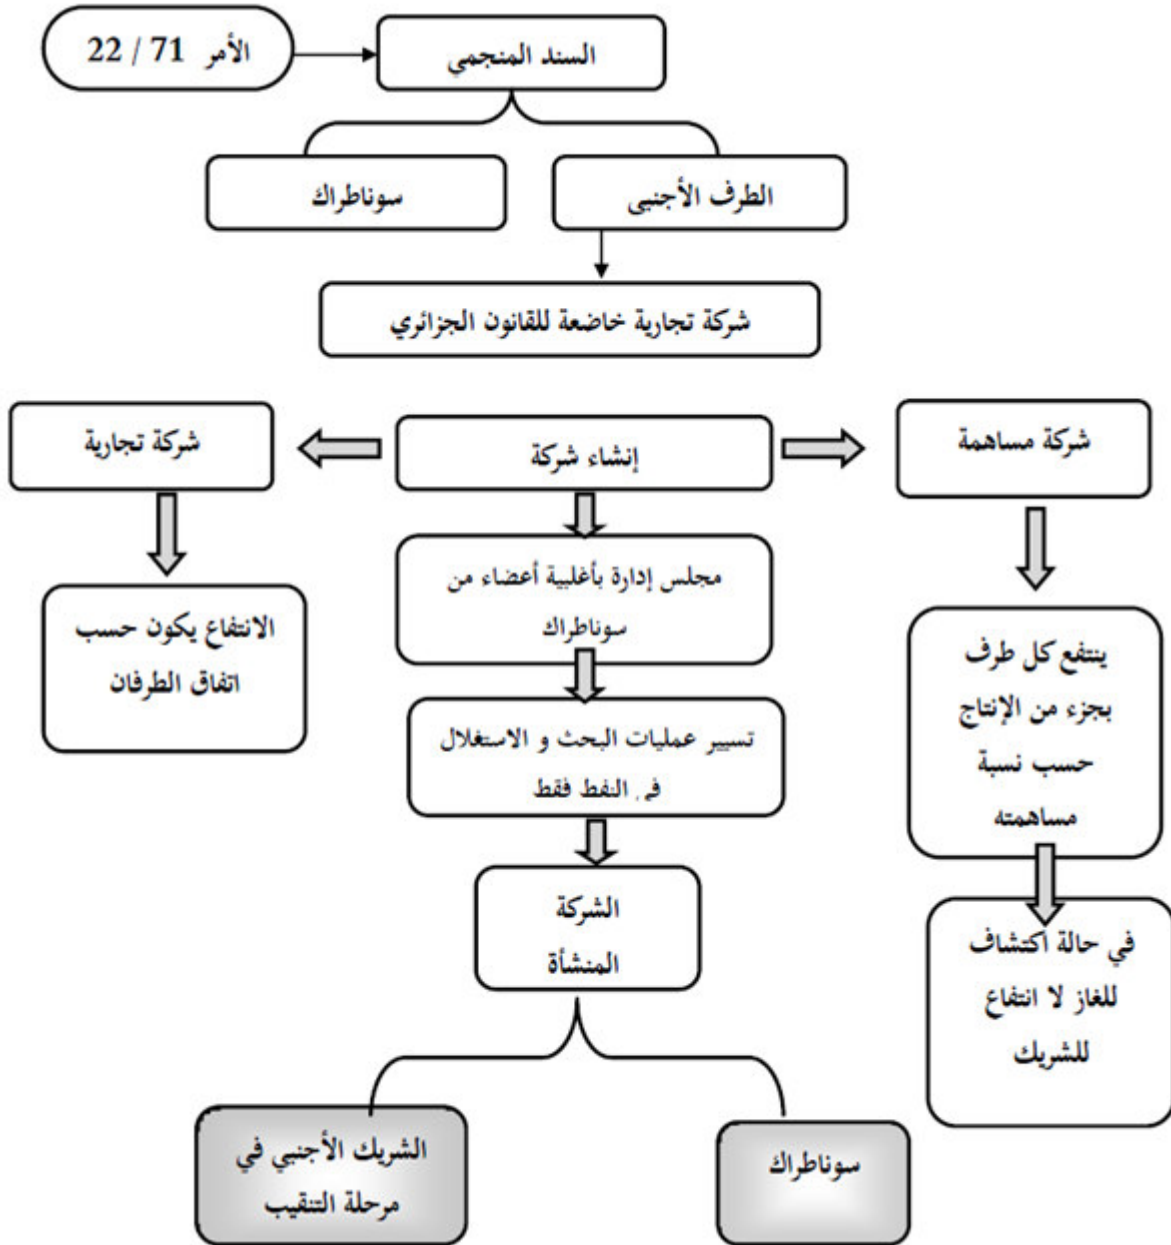 الأمر 71 / 22
السند المنجمي
سوناطراك
الطرف الأجنبي
شركة تجارية خاضعة للقانون الجزائري
شركة مساهمة
إنشاء شركة
شركة تجارية
مجلس إدارة بأغلبية أعضاء من
سوناطراك
الانتفاع يكون حسب
اتفاق الطرفان
ينتفع كل طرف
بجزء من الإنتاج
حسب نسبة
مساهمته
تسيير عمليات البحث و الاستغلال
في النفط فقط
الشركة
المنشأة
في حالة اكتشاف
للغاز لا انتفاع
للشريك
سوناطراك
الشريك الأجنبي في
مرحلة التنقيب